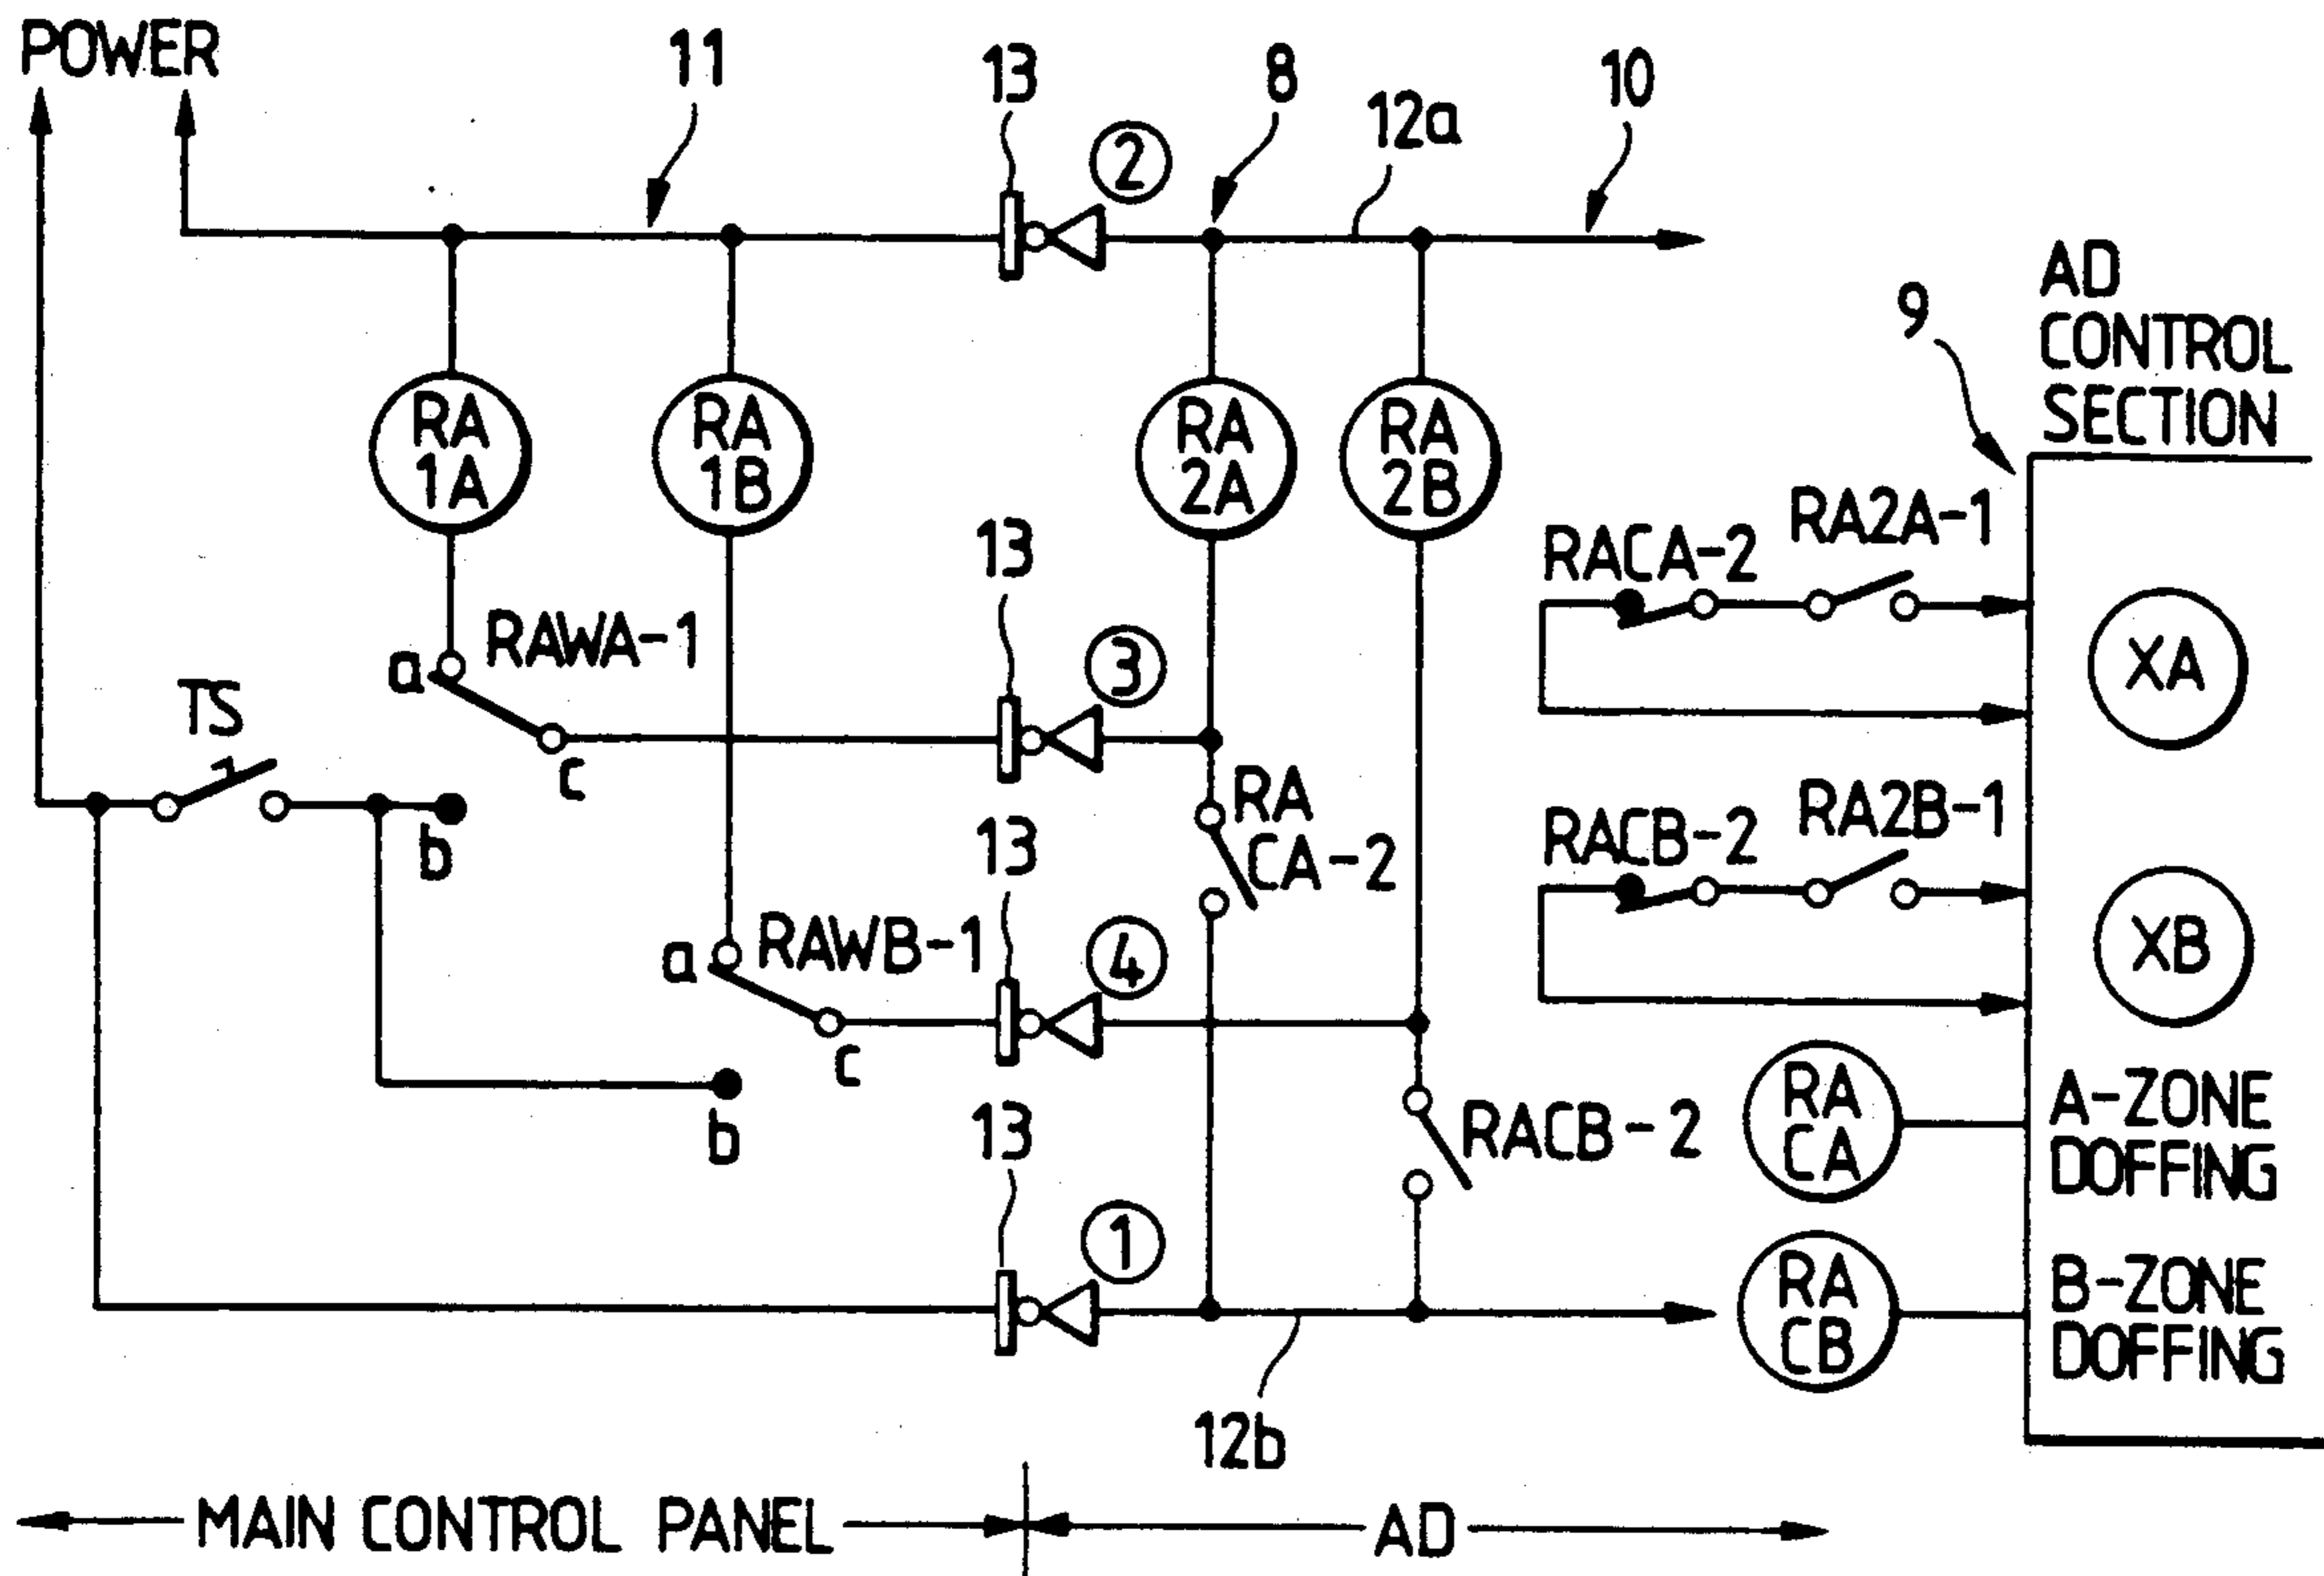 POWER
11
13
②
8
12a
10
AD
CONTROL
SECTION
9
RA
1A
RA
1B
RA
2A
RA
2B
RACA-2
RA2A-1
XA
13
RAWA-1
a
c
③
TS
b
RA
CA-2
RACB-2
RA2B-1
XB
13
RAWB-1
a
c
④
b
RACB-2
RA
CA
A-ZONE
DOFFING
13
①
RA
CB
B-ZONE
DOFFING
12b
MAIN CONTROL PANEL
AD